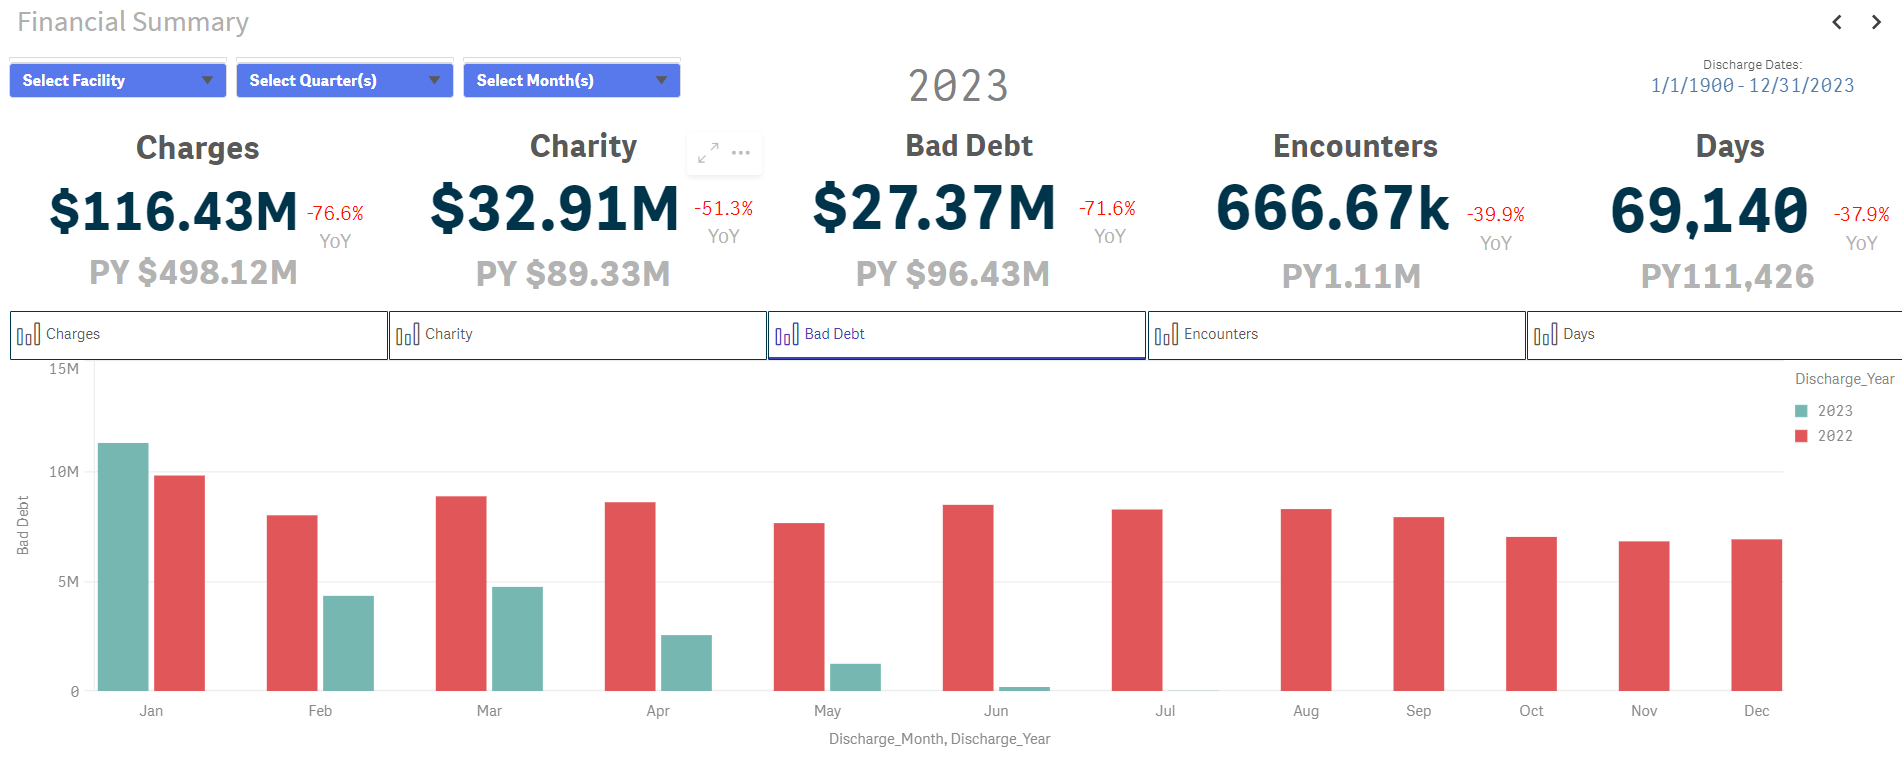 Financial Summary
Select Facility
Select Quarter(s)
Select Month(s)
2023
Discharge Dates:
1/1/1900 - 12/31/2023
Charges
$116.43M
-76.6%
YoY
PY $498.12M
Charity
$32.91M
-51.3%
YoY
PY $89.33M
Bad Debt
$27.37M
-71.6%
YoY
PY $96.43M
Encounters
666.67k
-39.9%
YoY
PY1.11M
Days
69,140
-37.9%
YoY
PY111,426
Charges
Charity
Bad Debt
Encounters
Days
15M
10M
5M
0
Bad Debt
Jan
Feb
Mar
Apr
May
Jun
Jul
Aug
Sep
Oct
Nov
Dec
Discharge_Month, Discharge_Year
Discharge_Year
2023
2022